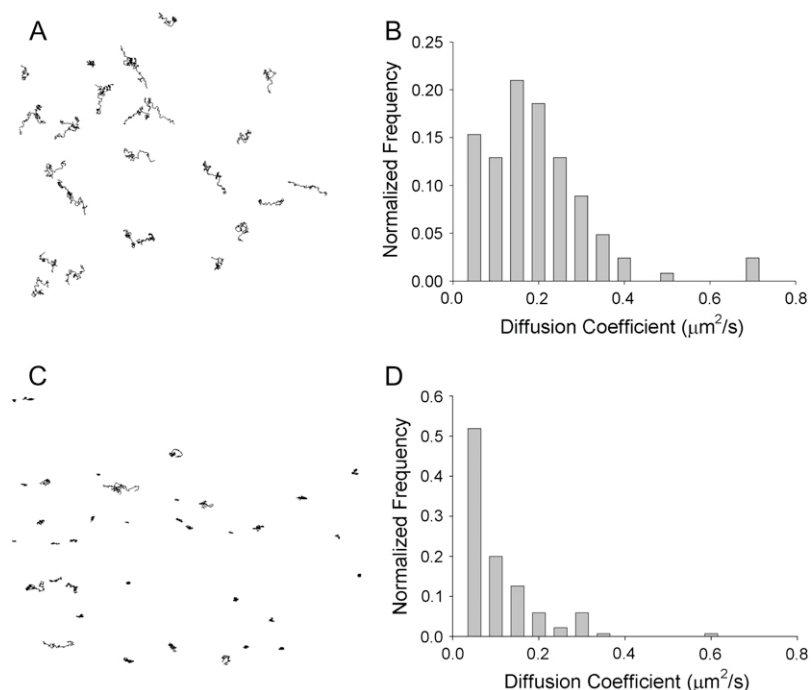 A
B
Normalized Frequency
0.25
0.20
0.15
0.10
0.05
0.00
0.0 0.2 0.4 0.6 0.8
Diffusion Coefficient (μm²/s)
C
D
Normalized Frequency
0.6
0.5
0.4
0.3
0.2
0.1
0.0
0.0 0.2 0.4 0.6 0.8
Diffusion Coefficient (μm²/s)